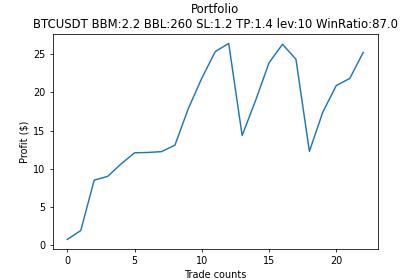 Portfolio
BTCUSDT BBM:2.2 BBL:260 SL:1.2 TP:1.4 lev:10 WinRatio:87.0
25
20
15
10
5
0
Profit ($)
0 5 10 15 20
Trade counts